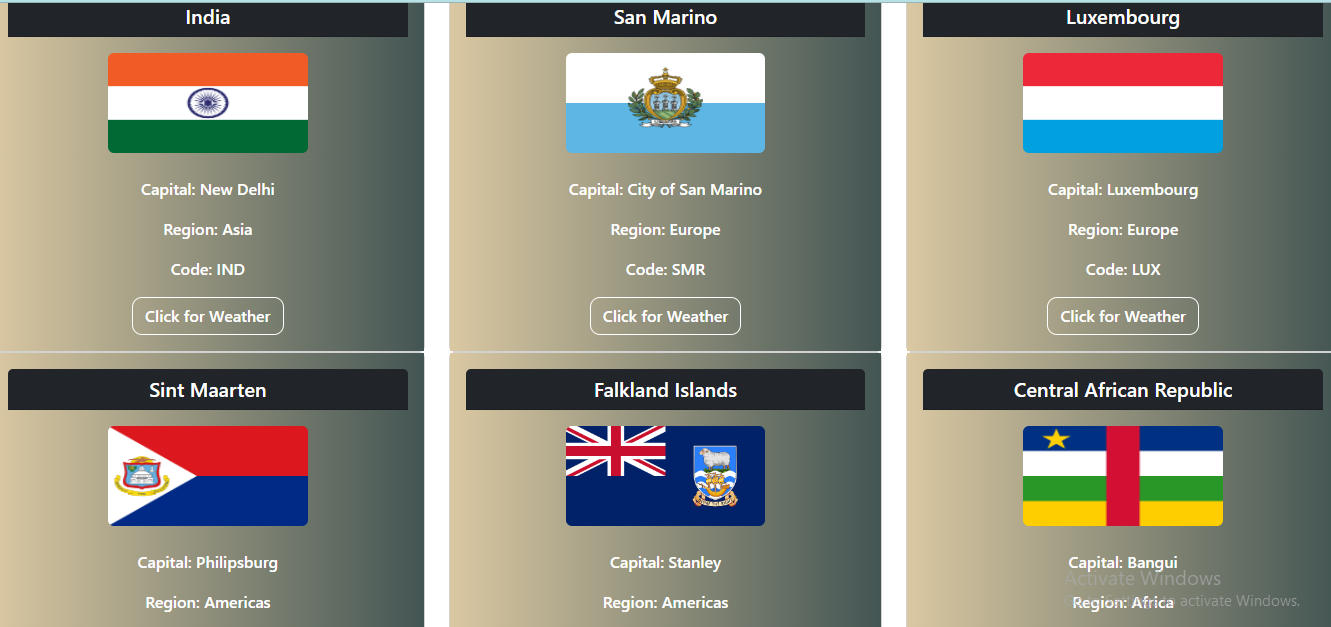 India
San Marino
Luxembourg
Capital: New Delhi
Capital: City of San Marino
Capital: Luxembourg
Region: Asia
Region: Europe
Region: Europe
Code: IND
Code: SMR
Code: LUX
Click for Weather
Click for Weather
Click for Weather
Sint Maarten
Falkland Islands
Central African Republic
Capital: Philipsburg
Capital: Stanley
Capital: Bangui
Activate Windows
Region: Americas
Region: Americas
Region: Africa
to activate Windows.